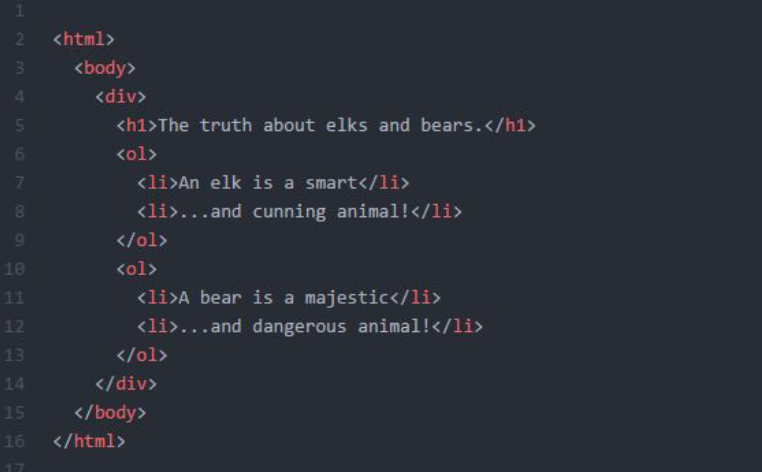 1
2 <html>
3 <body>
4 <div>
5 <h1>The truth about elks and bears.</h1>
6 <ol>
7 <li>An elk is a smart</li>
8 <li>...and cunning animal!</li>
9 </ol>
10 <ol>
11 <li>A bear is a majestic</li>
12 <li>...and dangerous animal!</li>
13 </ol>
14 </div>
15 </body>
16 </html>
17